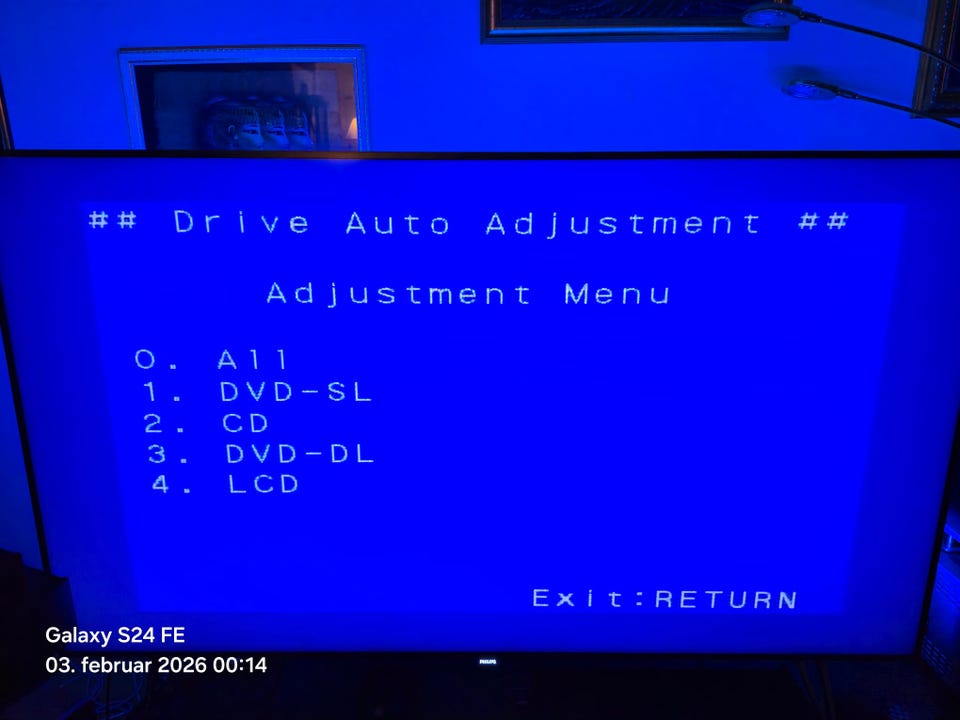 ## Drive Auto Adjustment ##
Adjustment Menu
0. All
1. DVD-SL
2. CD
3. DVD-DL
4. LCD
Exit:RETURN
Galaxy S24 FE
03. februar 2026 00:14
PHILIPS